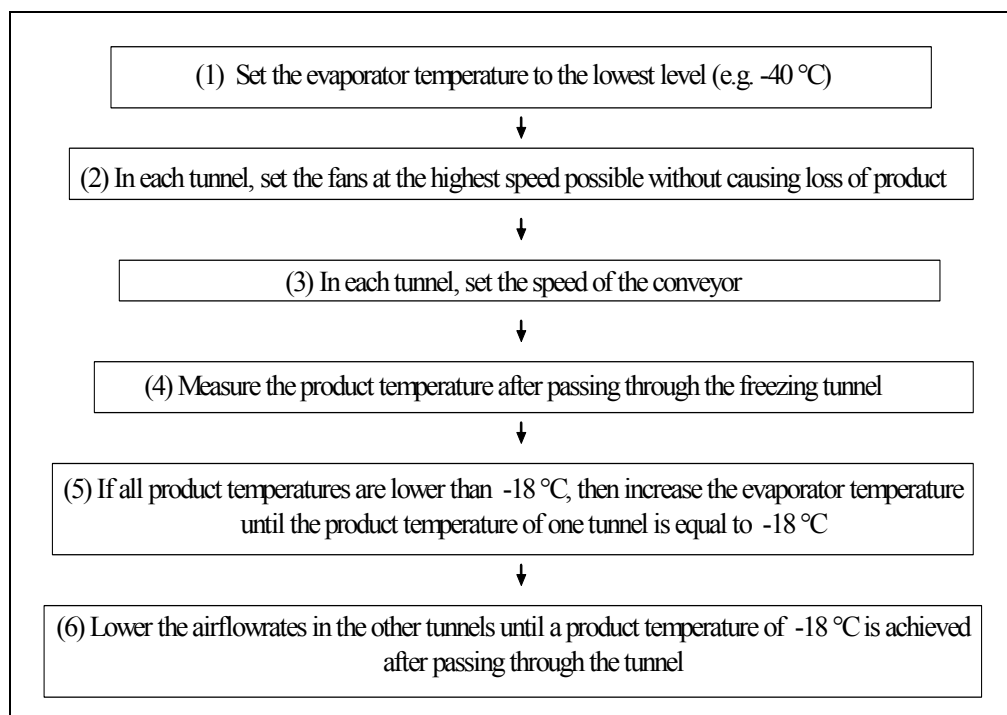 (1) Set the evaporator temperature to the lowest level (e.g. -40 °C)
(2) In each tunnel, set the fans at the highest speed possible without causing loss of product
(3) In each tunnel, set the speed of the conveyor
(4) Measure the product temperature after passing through the freezing tunnel
(5) If all product temperatures are lower than -18 °C, then increase the evaporator temperature
until the product temperature of one tunnel is equal to -18 °C
(6) Lower the airflowrates in the other tunnels until a product temperature of -18 °C is achieved
after passing through the tunnel